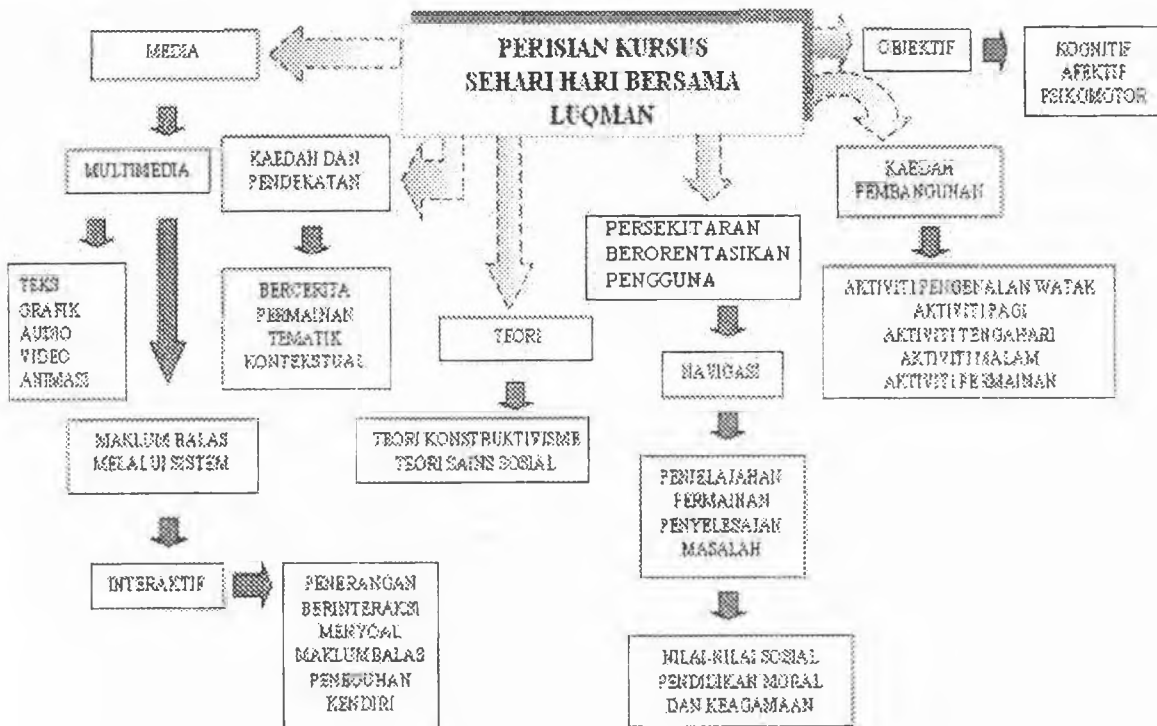 PERISIAN KURSUS
SEHARI HARI BERSAMA
LUQMAN
MEDIA
OBJEKTIF
KOGNITIF
AFEKTIF
PSIKOMOTOR
MULTIMEDIA
KAEDAH DAN
PENDEKATAN
KAEDAH
PEMBANGUNAN
PERSEKITARAN
BERORENTASIKAN
PENGGUNA
TEKS
GRAFIK
AUDIO
VIDEO
ANIMASI
BERCERITA
PERMAINAN
TEMATIK
KONTEKSTUAL
TEORI
NAVIGASI
AKTIVITI PENGENALAN WATAK
AKTIVITI PAGI
AKTIVITI TENGAHARI
AKTIVITI MALAM
AKTIVITI PERMAINAN
MAKLUM BALAS
MELALUI SISTEM
TEORI KONSTRUKTIVISME
TEORI SAINS SOSIAL
PENJELAJAHAN
PERMAINAN
PENYELESAIAN
MASALAH
INTERAKTIF
PENERANGAN
BERINTERAKSI
MENYOAL
MAKLUMBALAS
PENEGUHAN
KENDIRI
NILAI-NILAI SOSIAL
PENDIDIKAN MORAL
DAN KEAGAMAAN